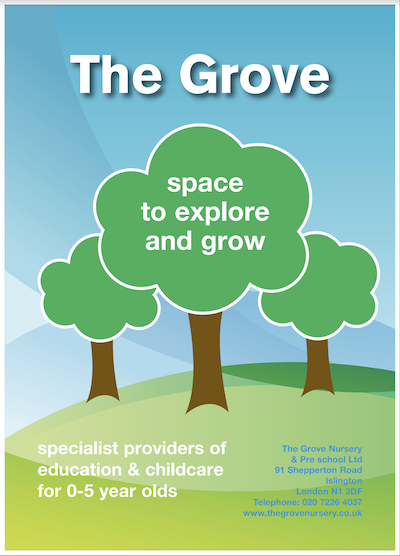 The Grove
space
to explore
and grow
specialist providers of
education & childcare
for 0-5 year olds
The Grove Nursery
& Pre school Ltd
91 Shepperton Road
Islington
London N1 3DF
Telephone: 020 7226 4037
www.thegrovenursery.co.uk